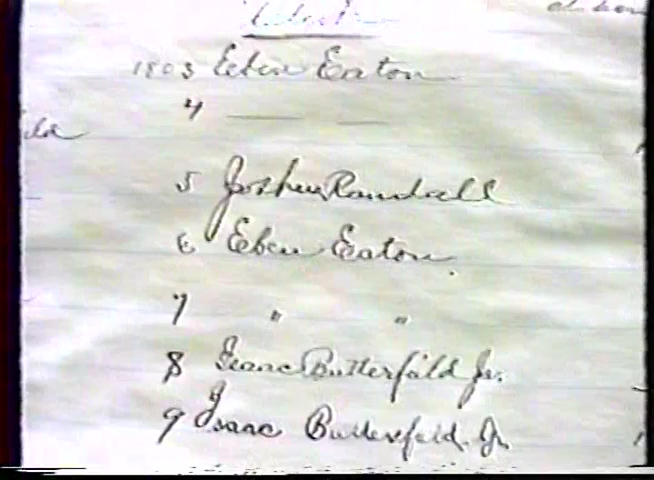 1803 Eben Eaton
4 — —
5 Joshua Randall
6 Eben Eaton.
7 " "
8 Isaac Butterfield Jr.
9 Isaac Butterfield. Jr